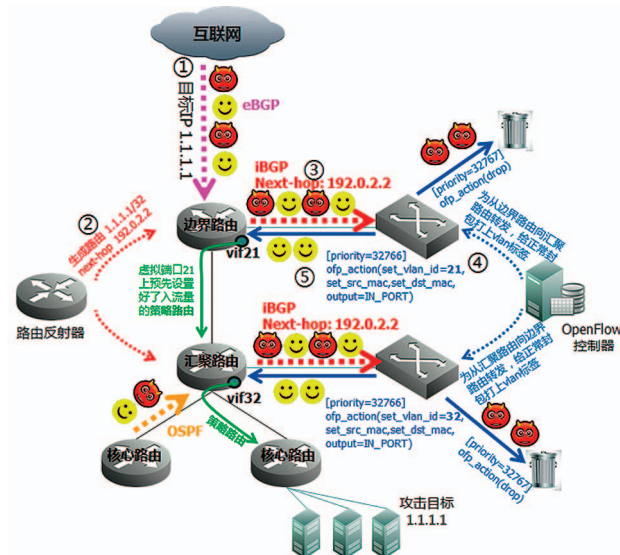 互联网
①
目标IP 1.1.1.1
eBGP
iBGP
③
Next-hop: 192.0.2.2
[priority=32767]
ofp_action(drop)
②
生成路由 1.1.1.1/32
next-hop 192.0.2.2
边界路由
vif21
⑤
[priority=32766]
ofp_action(set_vlan_id=21,
set_src_mac,set_dst_mac,
output=IN_PORT)
④
为从边界路由向汇聚
路由转发，给正常封
包打上vlan标签
虚拟端口21
上预先设置
好了入流量
的策略路由
路由反射器
OpenFlow
控制器
iBGP
Next-hop: 192.0.2.2
汇聚路由
vif32
[priority=32766]
ofp_action(set_vlan_id=32,
set_src_mac,set_dst_mac,
output=IN_PORT)
为从汇聚路由向边界
路由转发，给正常封
包打上vlan标签
OSPF
策略路由
核心路由
核心路由
[priority=32767]
ofp_action(drop)
攻击目标
1.1.1.1